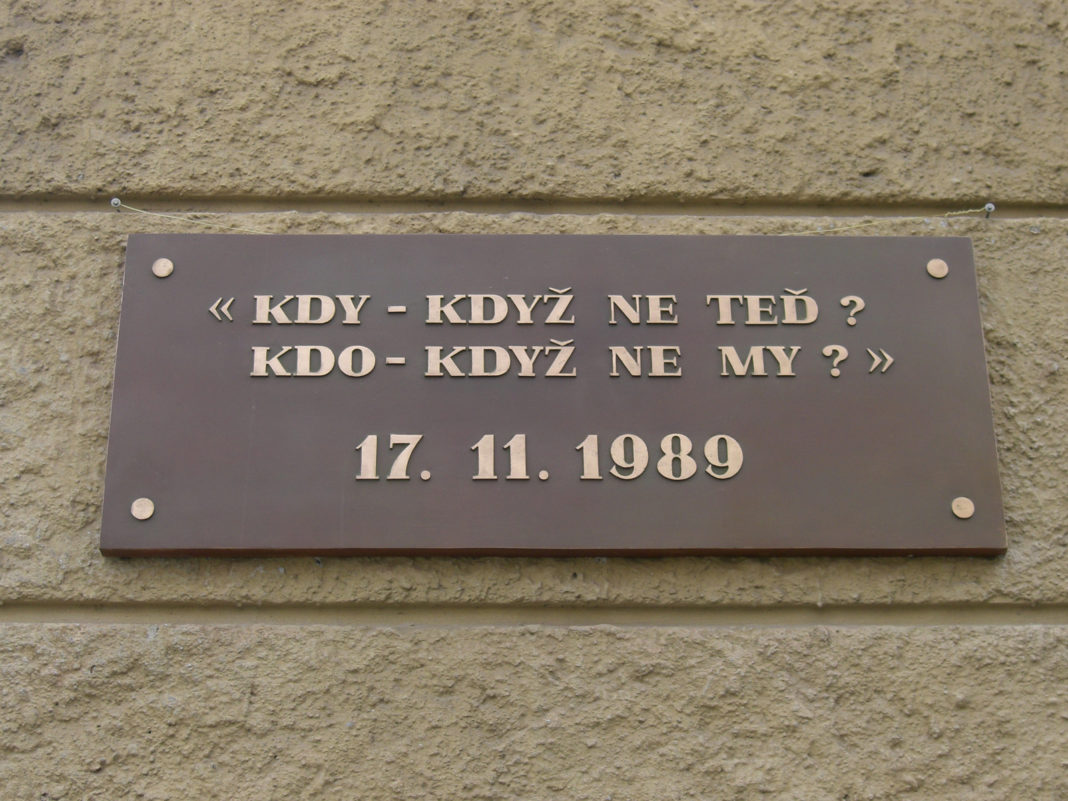 « KDY - KDYŽ NE TEĎ ?
KDO - KDYŽ NE MY ? »
17. 11. 1989